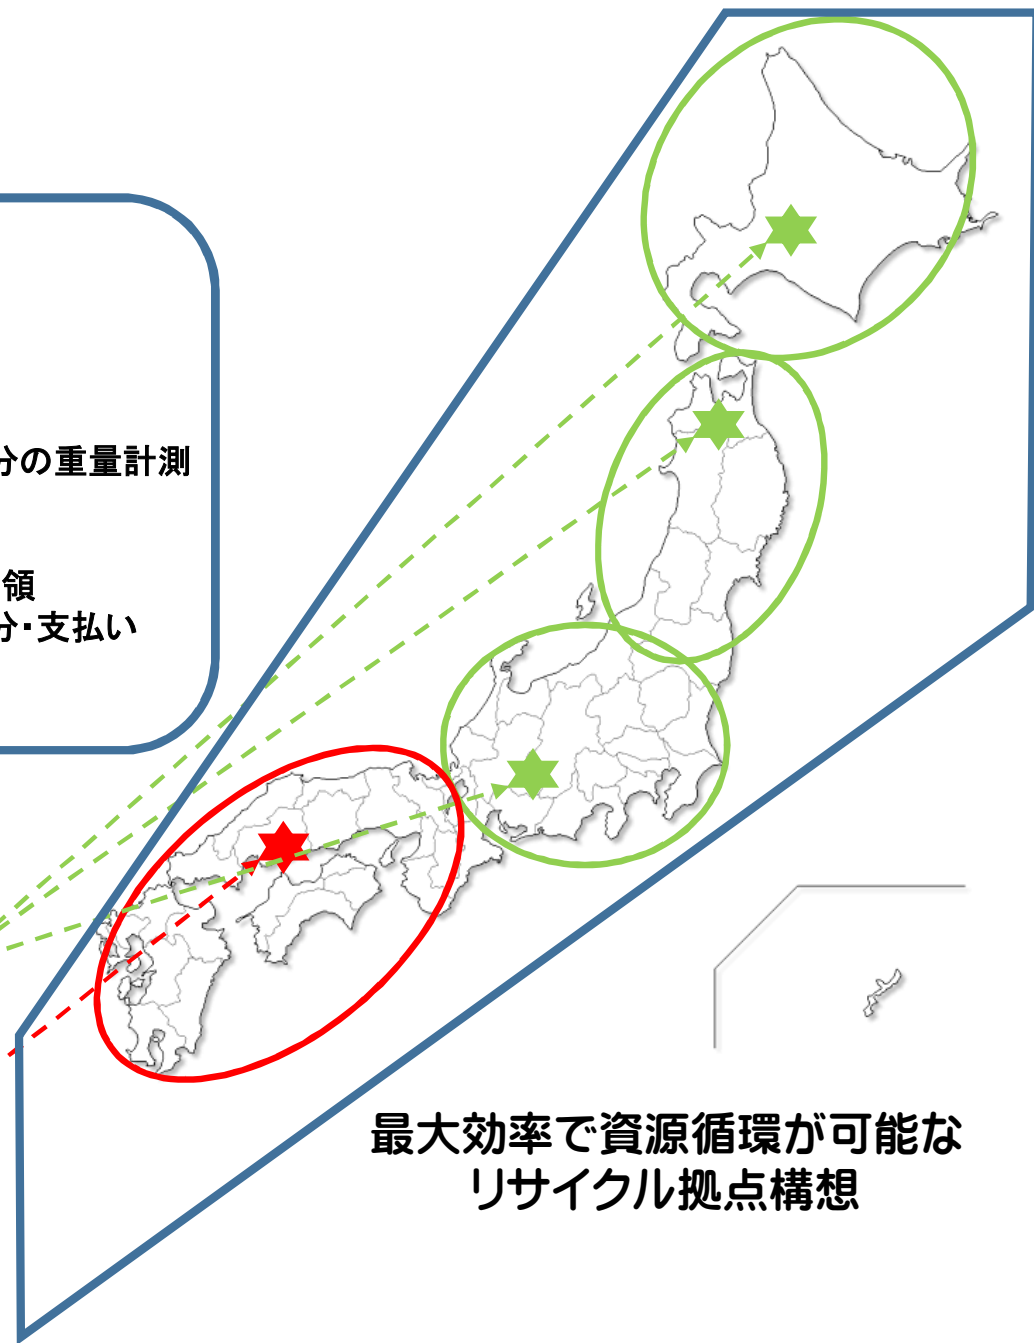 分の重量計測
領
分・支払い
最大効率で資源循環が可能な
リサイクル拠点構想